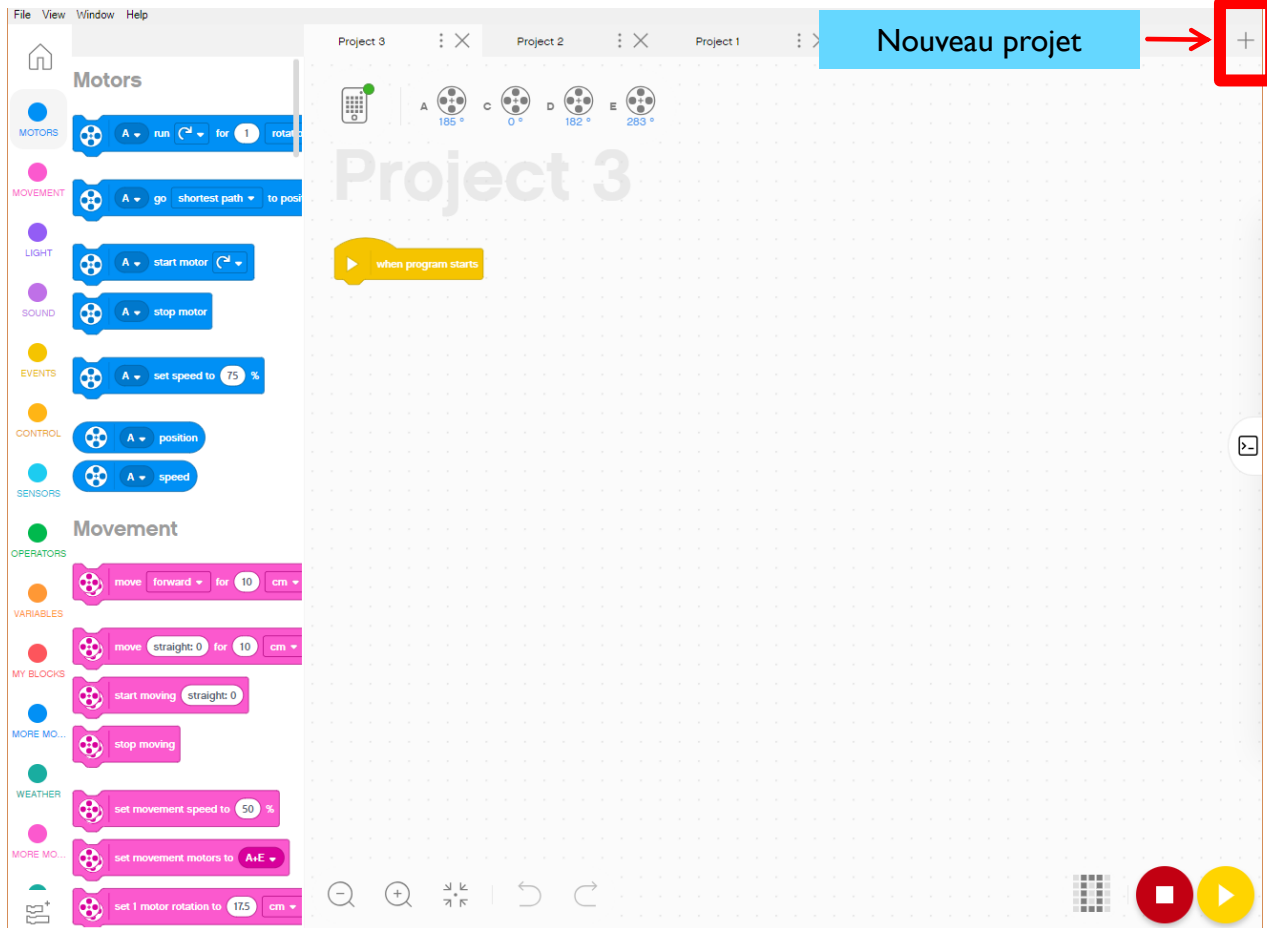 File View Window Help
Project 3
Project 2
Project 1
Nouveau projet
Motors
MOTORS
MOVEMENT
LIGHT
SOUND
EVENTS
CONTROL
SENSORS
OPERATORS
VARIABLES
MY BLOCKS
MORE MO...
WEATHER
MORE MO...
A run for 1 rotatio
A go shortest path to posi
A start motor
A stop motor
A set speed to 75 %
A position
A speed
Movement
move forward for 10 cm
move straight: 0 for 10 cm
start moving straight: 0
stop moving
set movement speed to 50 %
set movement motors to A+E
set 1 motor rotation to 17.5 cm
A 185 ° C 0 ° D 182 ° E 283 °
Project 3
when program starts
0